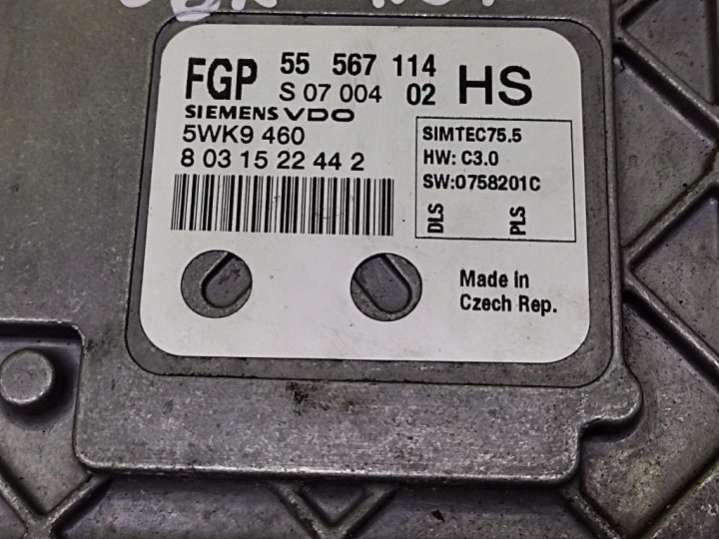 FGP 55 567 114 HS
S 07 004 02
SIEMENS VDO
5WK9 460
8 03 15 22 44 2
SIMTEC75.5
HW: C3.0
SW:0758201C
DLS PLS
Made in
Czech Rep.